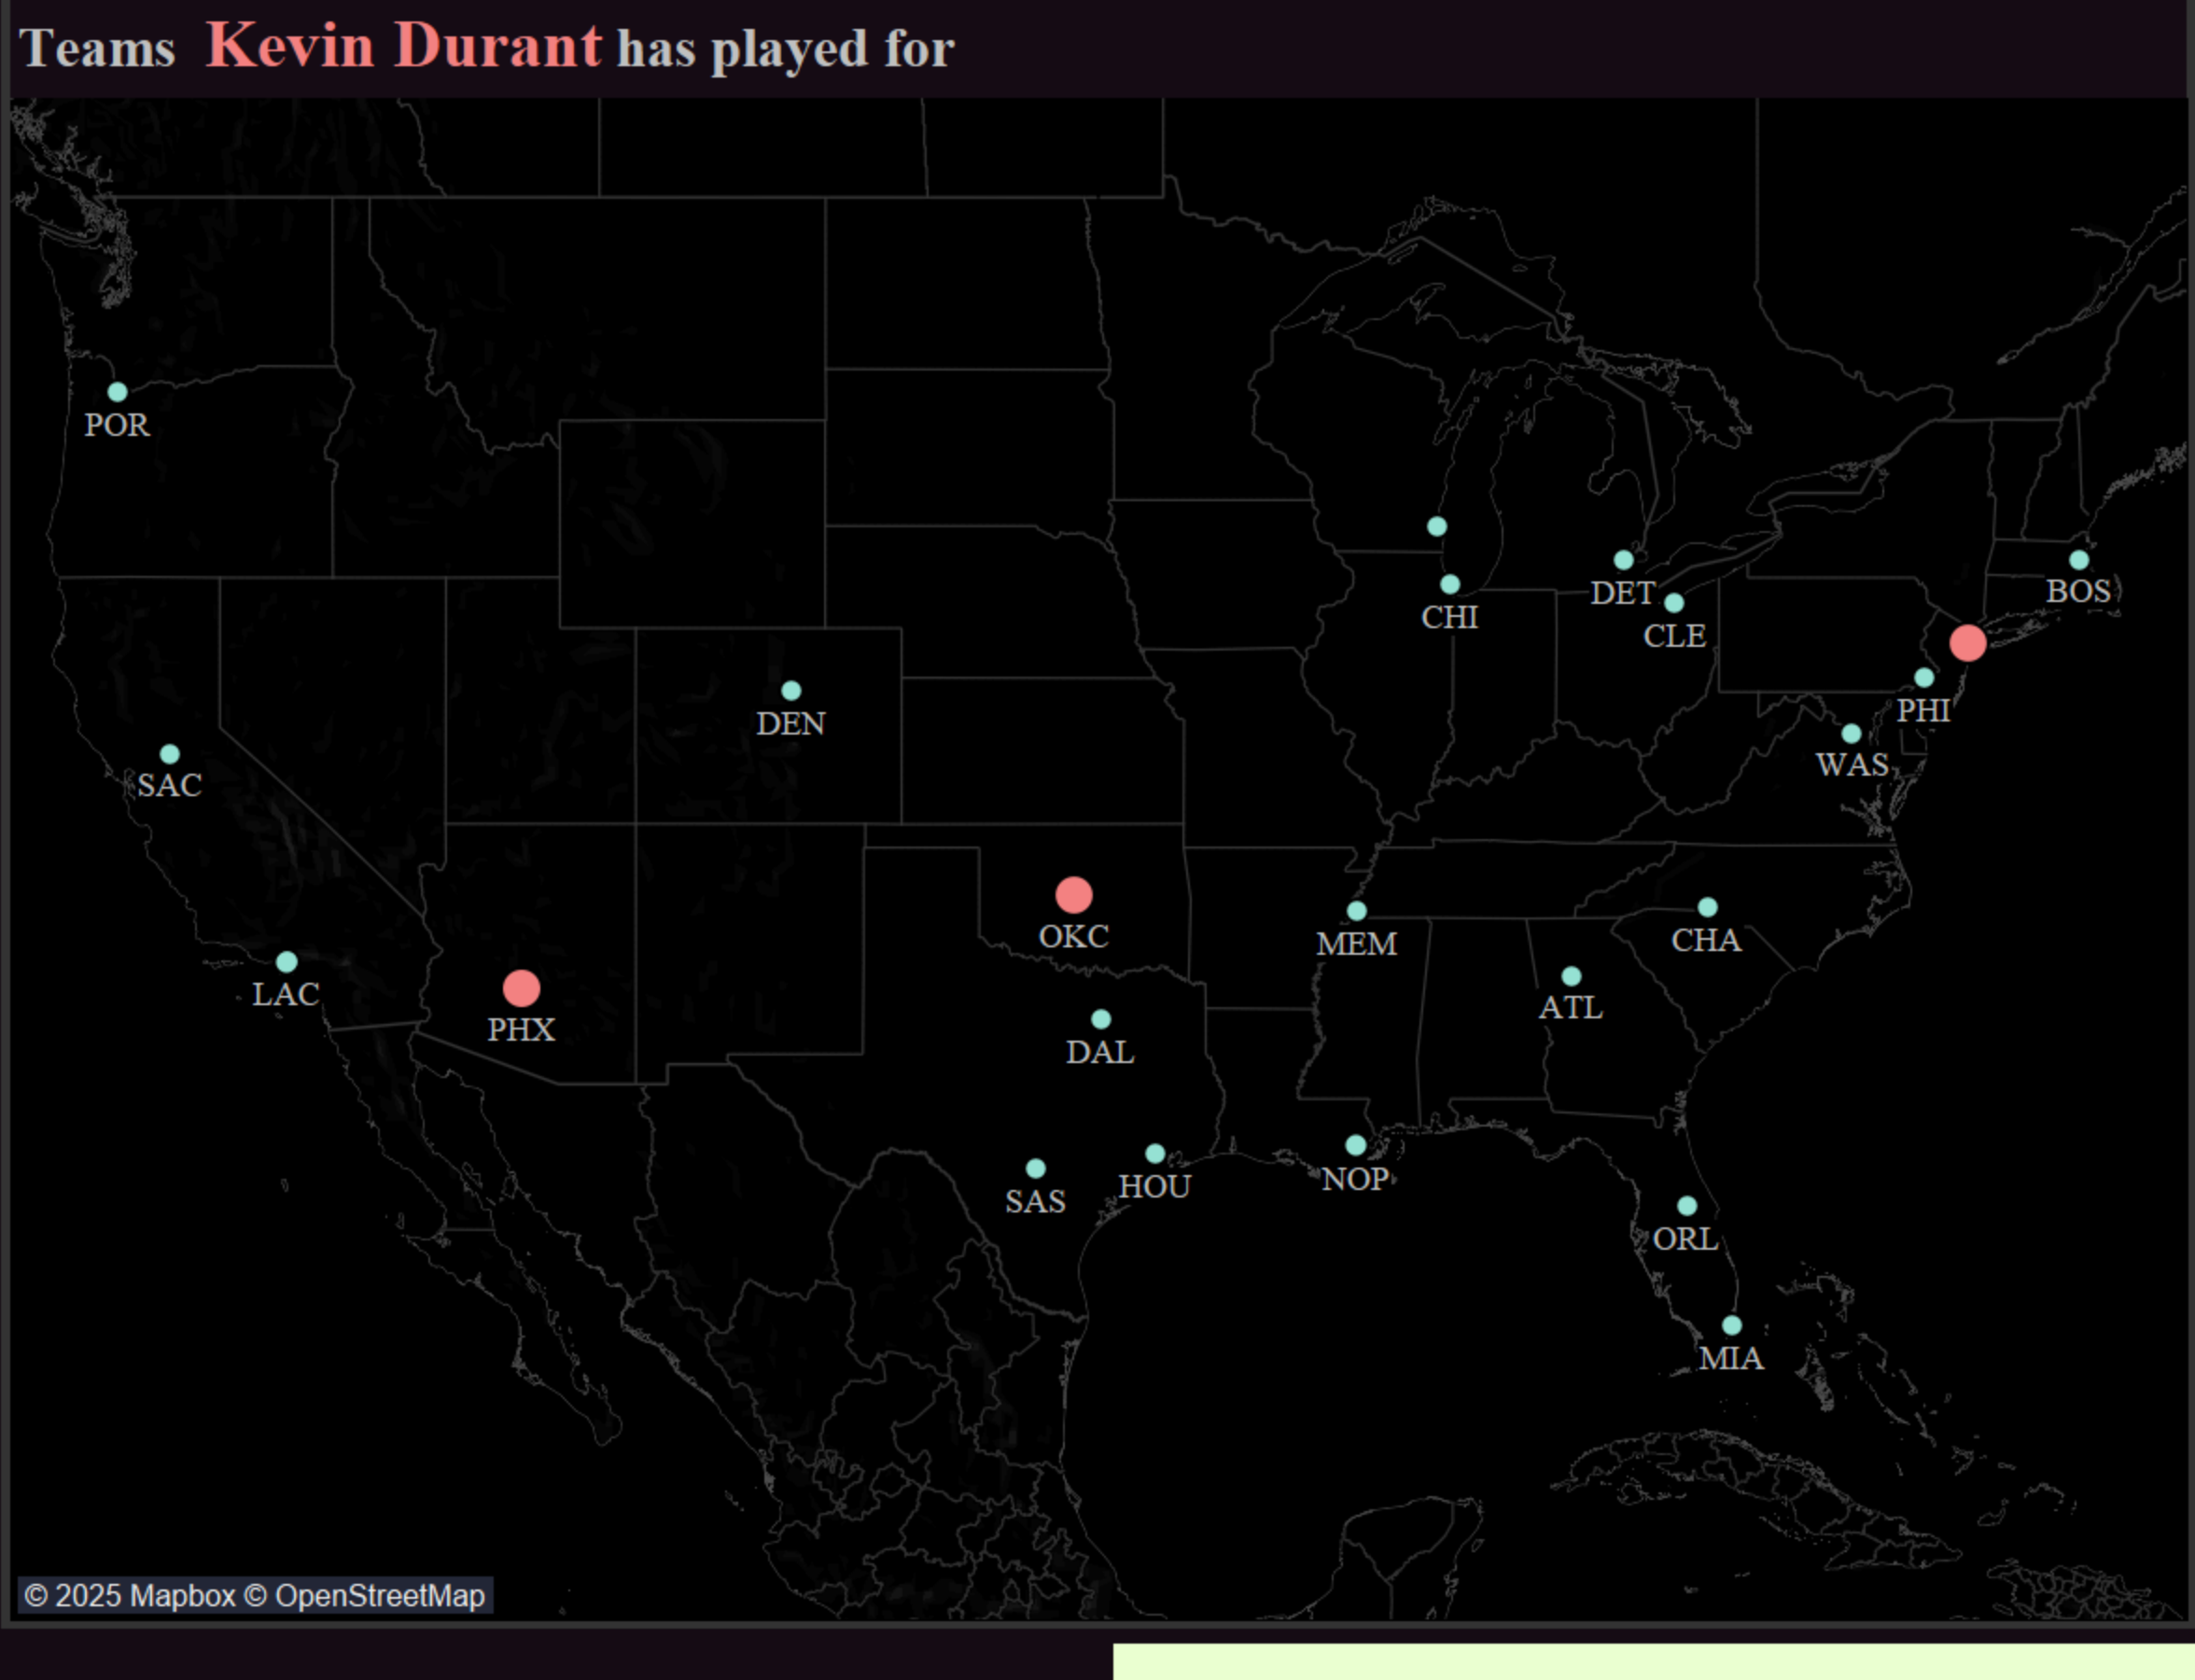 Teams Kevin Durant has played for
POR
CHI
DET
CLE
BOS
PHI
WAS
DEN
SAC
OKC
MEM
CHA
LAC
PHX
ATL
DAL
SAS
HOU
NOP
ORL
MIA
© 2025 Mapbox © OpenStreetMap